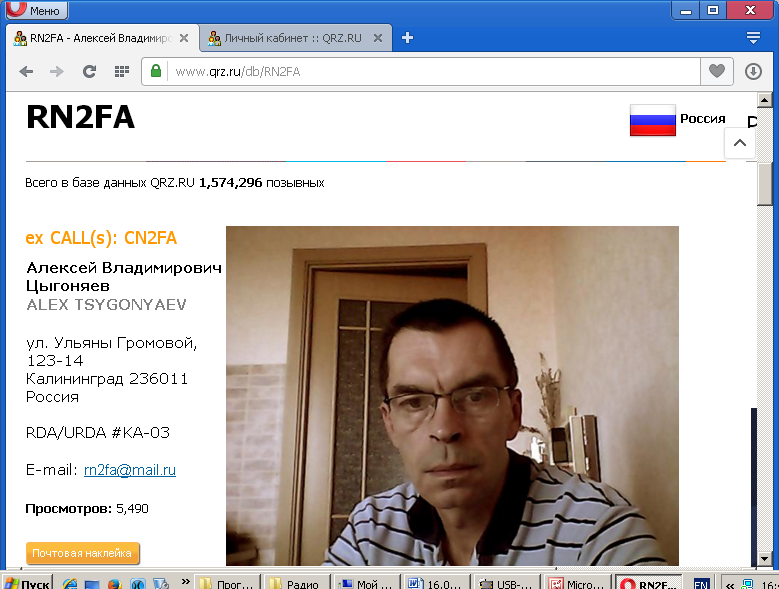 Меню
RN2FA - Алексей Владимирс
Личный кабинет :: QRZ.RU
www.qrz.ru/db/RN2FA
RN2FA
Россия
Всего в базе данных QRZ.RU 1,574,296 позывных
ex CALL(s): CN2FA
Алексей Владимирович
Цыгоняев
ALEX TSYGONYAEV
ул. Ульяны Громовой,
123-14
Калининград 236011
Россия
RDA/URDA #KA-03
E-mail: rn2fa@mail.ru
Просмотров: 5,490
Почтовая наклейка
Пуск
Прог...
Радио
Мой ...
16.0...
USB-...
Micro...
RN2F...
EN
16: